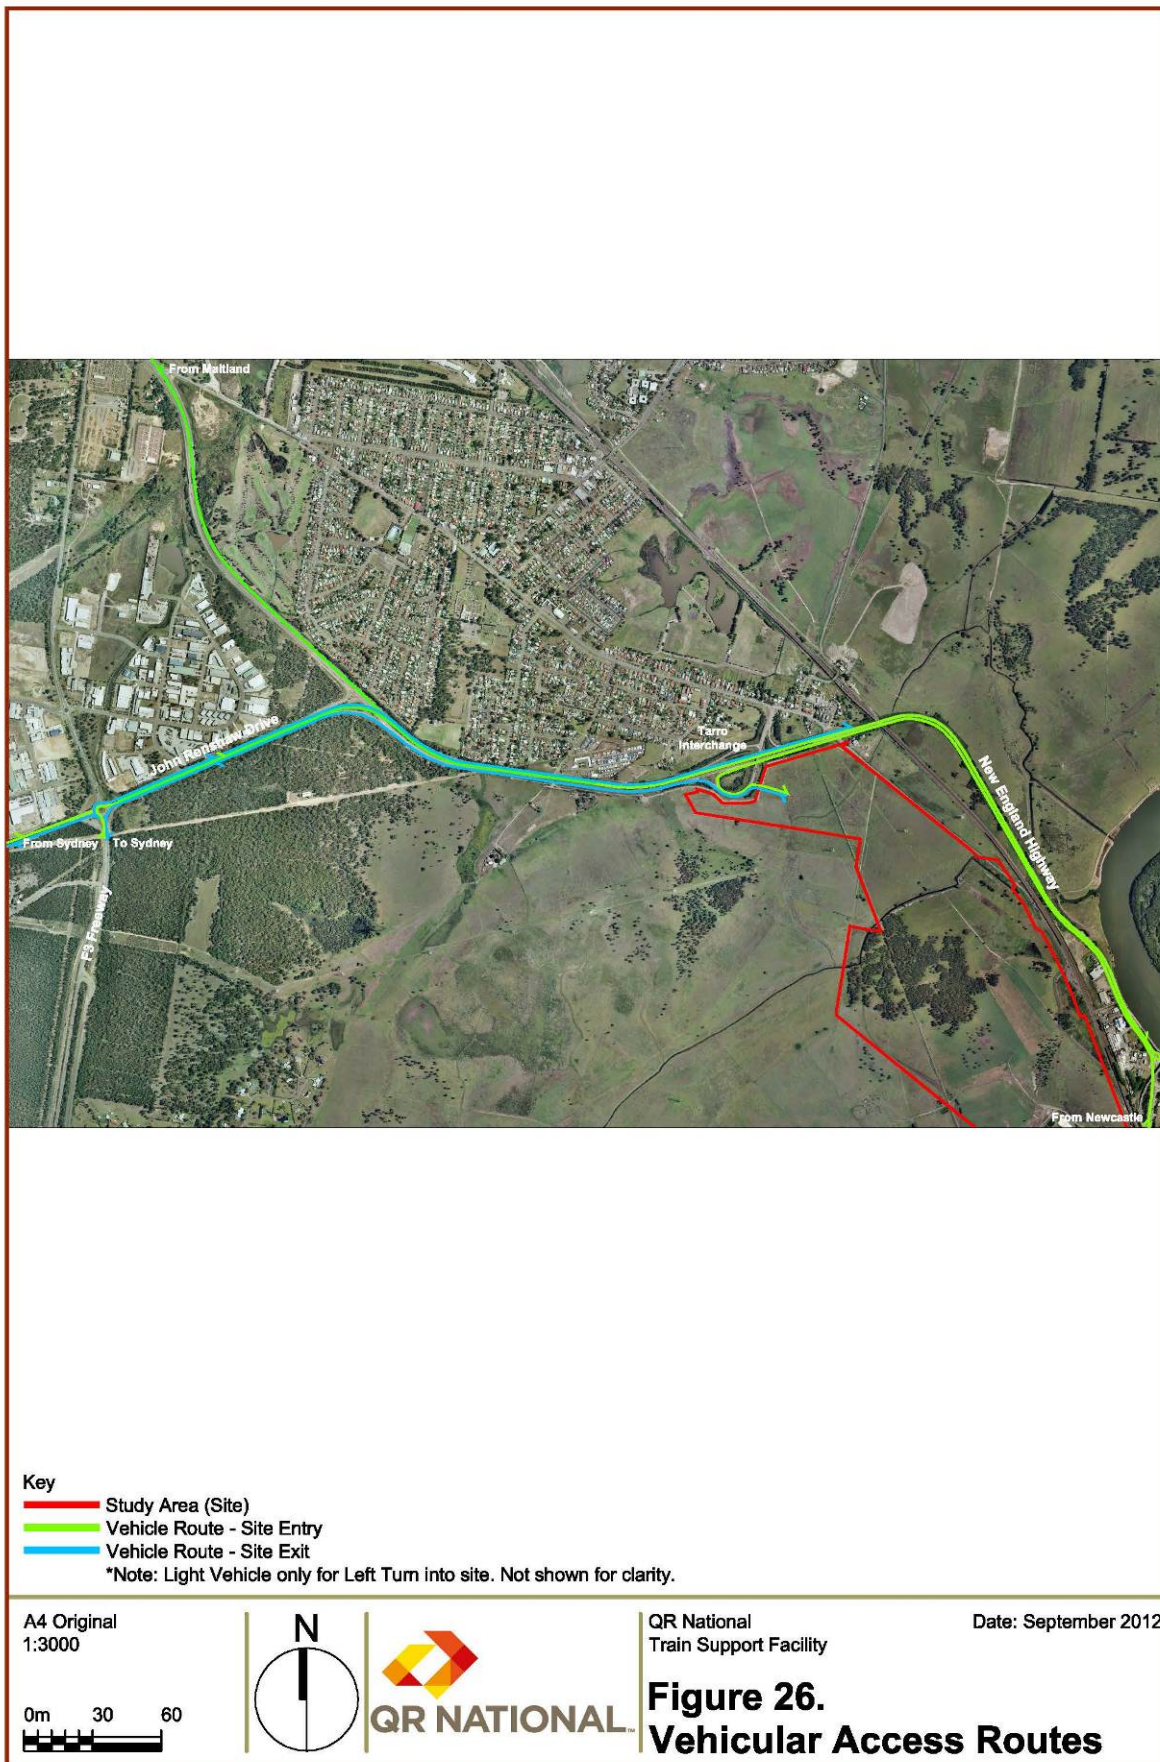 From Maitland
John Renshaw Drive
Tarro
Interchange
New England Highway
From Sydney
To Sydney
F3 Freeway
From Newcastle
Key
Study Area (Site)
Vehicle Route - Site Entry
Vehicle Route - Site Exit
*Note: Light Vehicle only for Left Turn into site. Not shown for clarity.
A4 Original
1:3000
0m 30 60
N
QR NATIONAL™
QR National
Train Support Facility
Date: September 2012
Figure 26.
Vehicular Access Routes